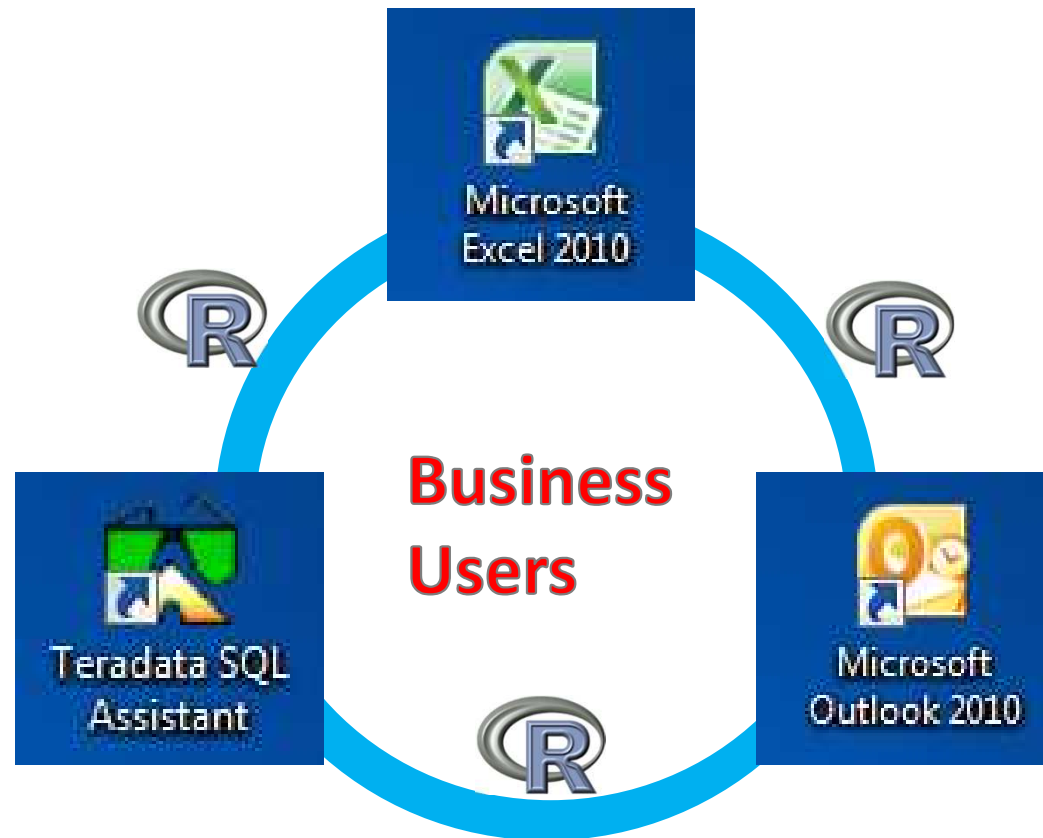 Microsoft
Excel 2010
R
R
Business
Users
Teradata SQL
Assistant
Microsoft
Outlook 2010
R